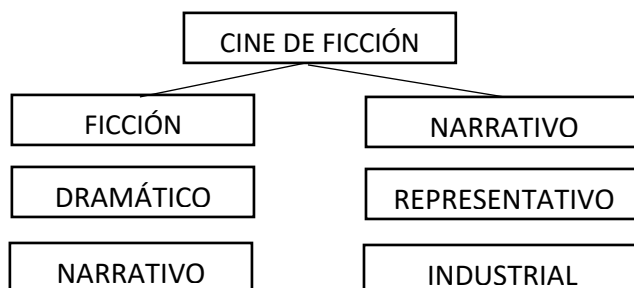 CINE DE FICCIÓN
FICCIÓN
NARRATIVO
DRAMÁTICO
REPRESENTATIVO
NARRATIVO
INDUSTRIAL